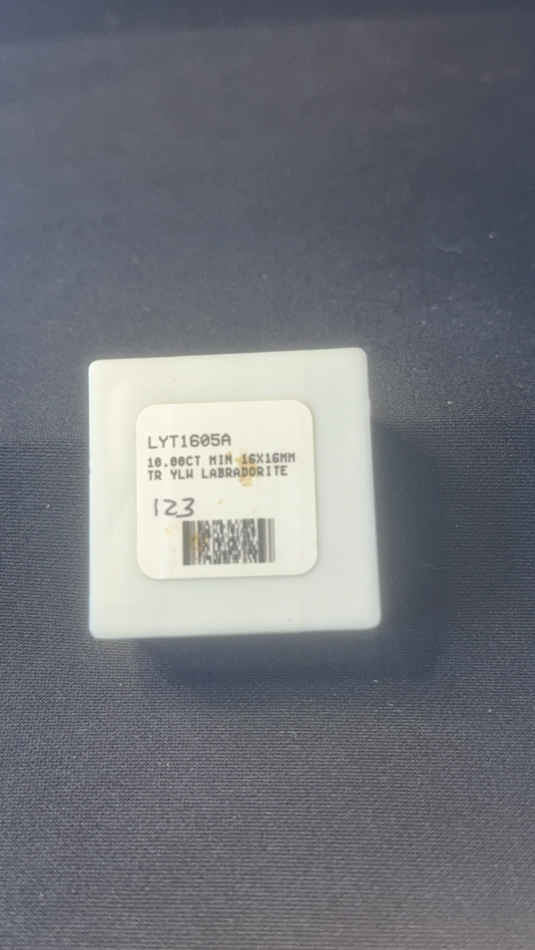 LYT1605A
10.00CT MIN 16X16MM
TR YLW LABRADORITE
123